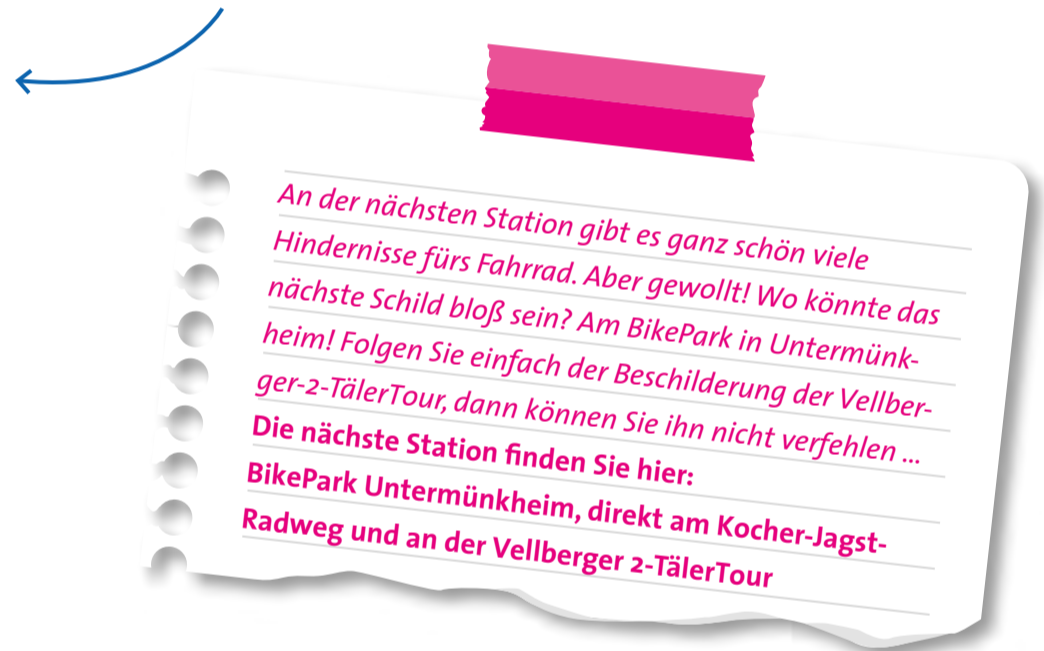 An der nächsten Station gibt es ganz schön viele
Hindernisse fürs Fahrrad. Aber gewollt! Wo könnte das
nächste Schild bloß sein? Am BikePark in Untermünk-
heim! Folgen Sie einfach der Beschilderung der Vellber-
ger-2-TälerTour, dann können Sie ihn nicht verfehlen ...
Die nächste Station finden Sie hier:
BikePark Untermünkheim, direkt am Kocher-Jagst-
Radweg und an der Vellberger 2-TälerTour